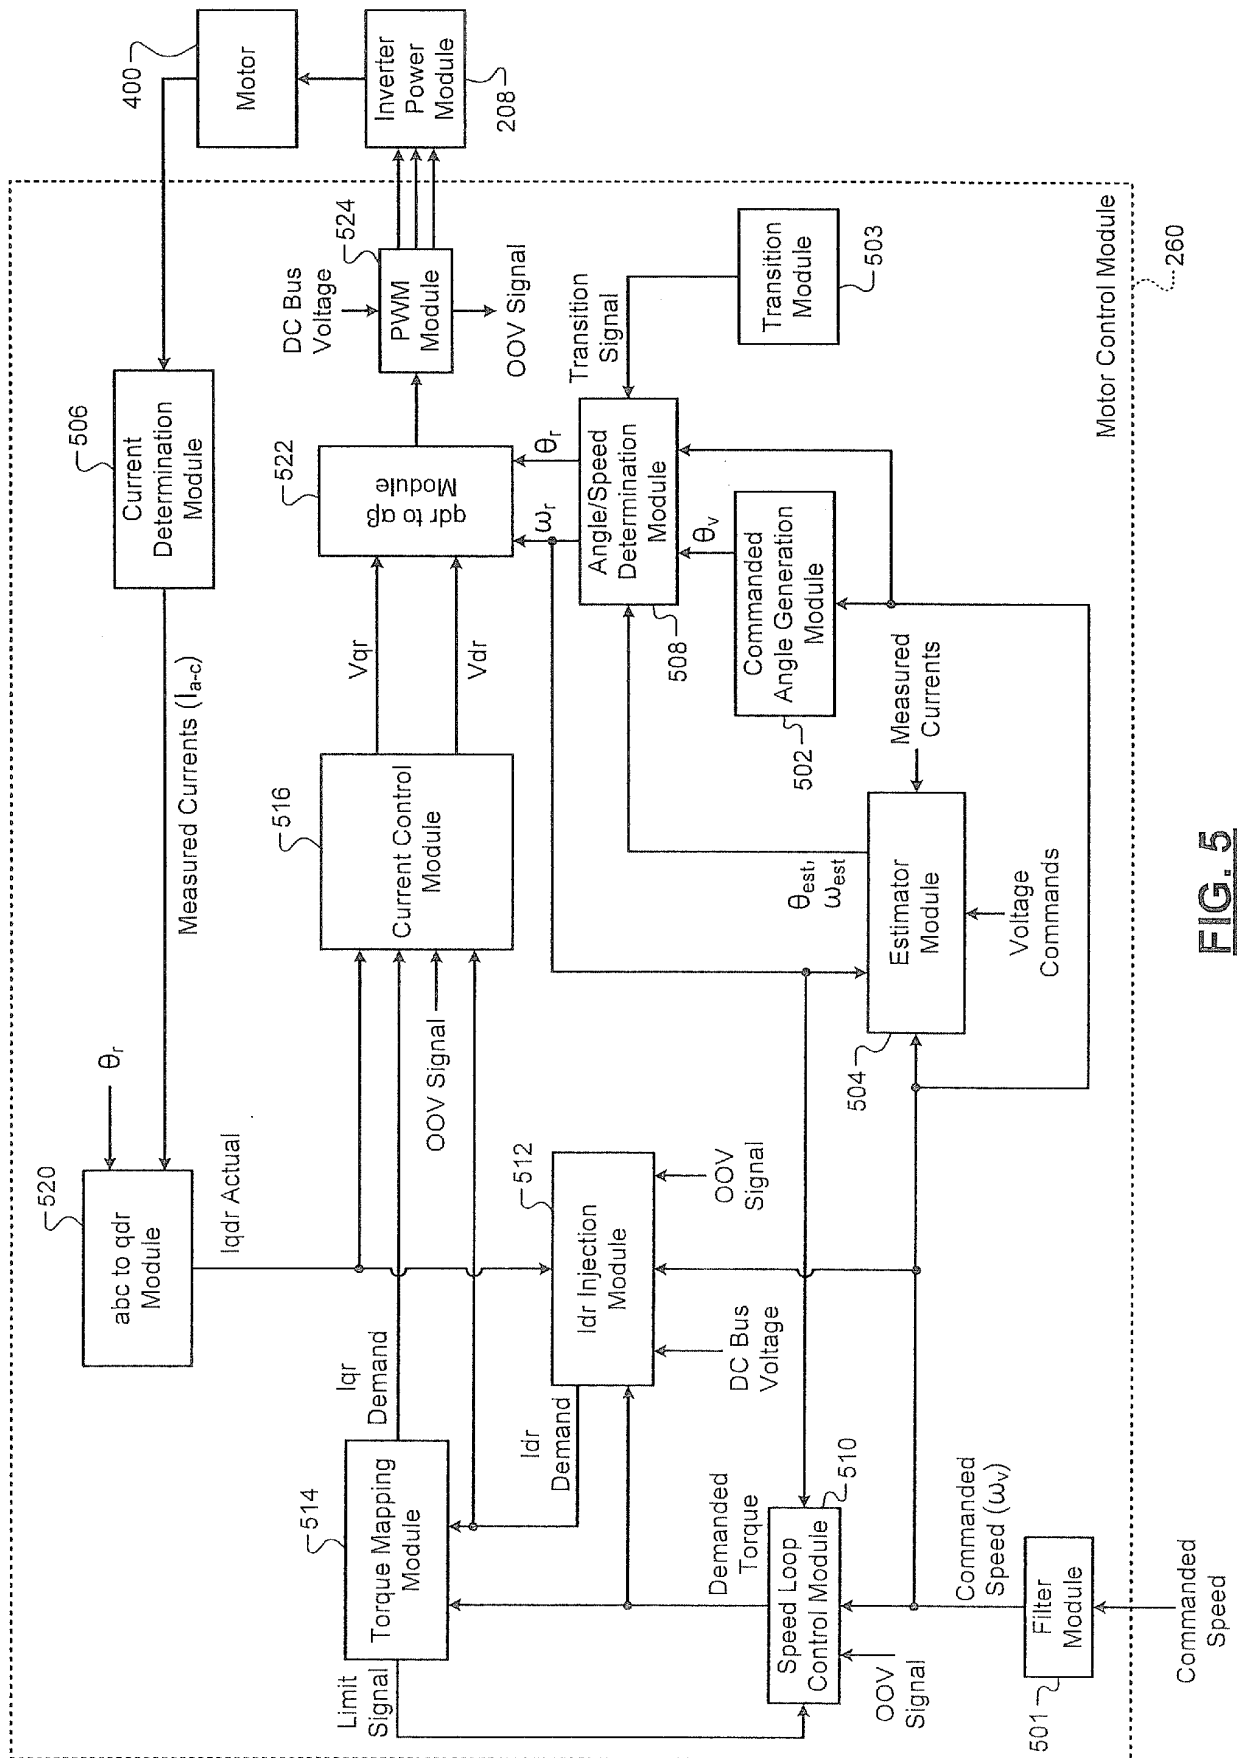 400
Motor
Inverter
Power
Module
208
506
Current
Determination
Module
Measured Currents (Ia-c)
θr
520
abc to qdr
Module
Iqdr Actual
DC Bus
Voltage
524
PWM
Module
OOV Signal
522
qdr to αβ
Module
Vqr
Vdr
516
Current Control
Module
OOV Signal
Iqr
Demand
514
Torque Mapping
Module
Limit
Signal
Transition
Signal
Transition
Module
503
θr
ωr
Angle/Speed
Determination
Module
508
θv
Commanded
Angle Generation
Module
502
Measured
Currents
θest,
ωest
Estimator
Module
504
Voltage
Commands
512
Idr Injection
Module
OOV
Signal
DC Bus
Voltage
Idr
Demand
Demanded
Torque
510
Speed Loop
Control Module
OOV
Signal
Commanded
Speed (ωv)
Filter
Module
501
Commanded
Speed
Motor Control Module
260
FIG. 5